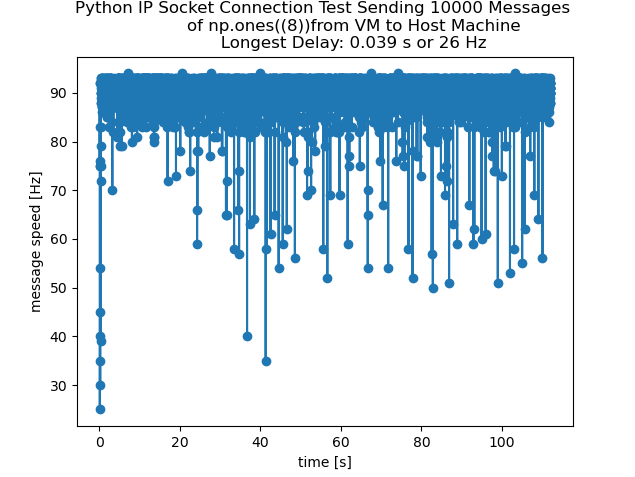 Python IP Socket Connection Test Sending 10000 Messages
of np.ones((8))from VM to Host Machine
Longest Delay: 0.039 s or 26 Hz
90
80
70
60
50
40
30
message speed [Hz]
0 20 40 60 80 100
time [s]